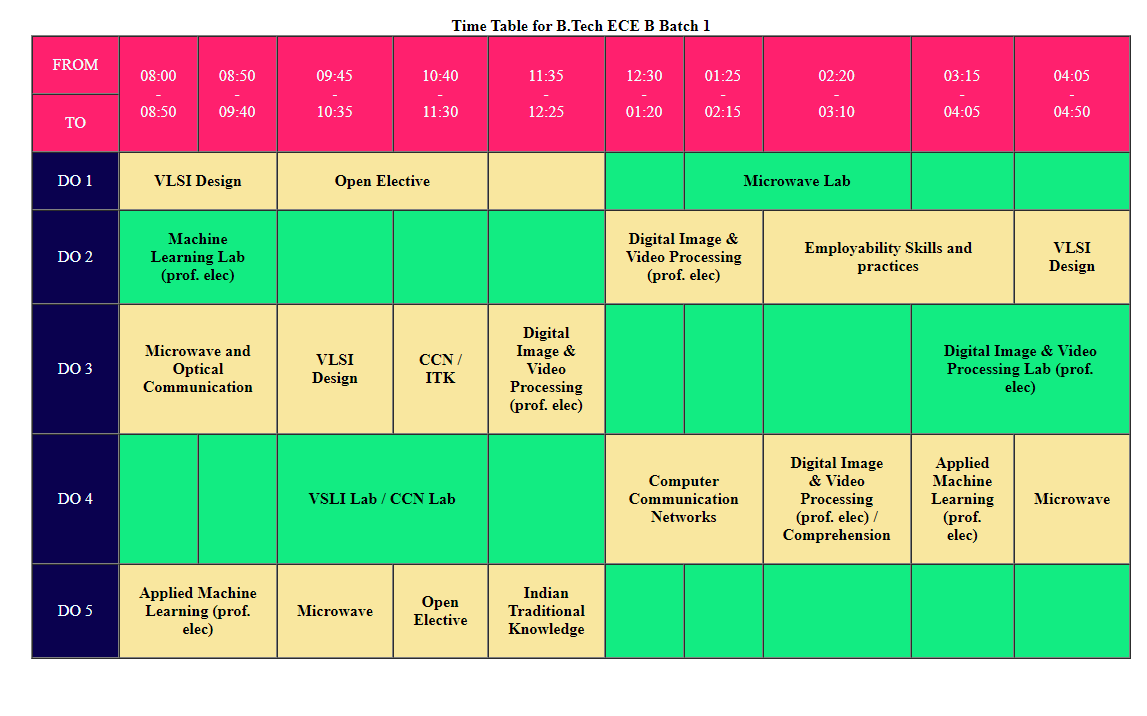 Time Table for B.Tech ECE B Batch 1
FROM
TO
08:00
-
08:50
08:50
-
09:40
09:45
-
10:35
10:40
-
11:30
11:35
-
12:25
12:30
-
01:20
01:25
-
02:15
02:20
-
03:10
03:15
-
04:05
04:05
-
04:50
DO 1
VLSI Design
Open Elective
Microwave Lab
DO 2
Machine
Learning Lab
(prof. elec)
Digital Image &
Video Processing
(prof. elec)
Employability Skills and
practices
VLSI
Design
DO 3
Microwave and
Optical
Communication
VLSI
Design
CCN /
ITK
Digital
Image &
Video
Processing
(prof. elec)
Digital Image & Video
Processing Lab (prof.
elec)
DO 4
VSLI Lab / CCN Lab
Computer
Communication
Networks
Digital Image
& Video
Processing
(prof. elec) /
Comprehension
Applied
Machine
Learning
(prof.
elec)
Microwave
DO 5
Applied Machine
Learning (prof.
elec)
Microwave
Open
Elective
Indian
Traditional
Knowledge